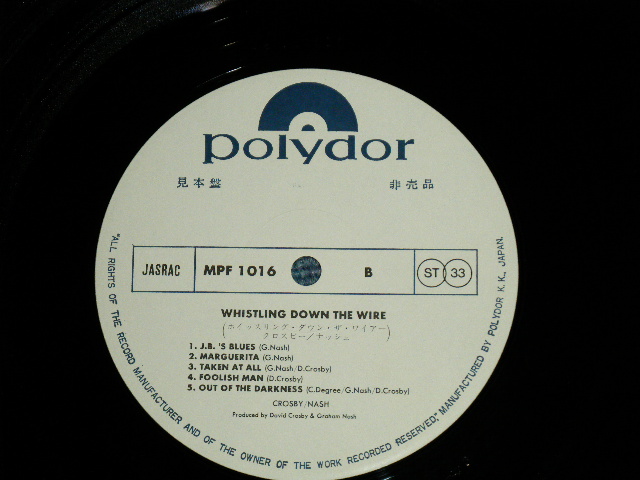 polydor
見本盤 非売品
JASRAC MPF 1016 B ST 33
WHISTLING DOWN THE WIRE
(ホイッスリング・ダウン・ザ・ワイアー
クロスビー/ナッシュ)
1. J.B.'S BLUES (G.Nash)
2. MARGUERITA (G.Nash)
3. TAKEN AT ALL (G.Nash/D.Crosby)
4. FOOLISH MAN (D.Crosby)
5. OUT OF THE DARKNESS (C.Degree/G.Nash/D.Crosby)
CROSBY/NASH
Produced by David Crosby & Graham Nash
"ALL RIGHTS OF THE RECORD MANUFACTURER AND OF THE OWNER OF THE WORK RECORDED RESERVED." MANUFACTURED BY POLYDOR K.K., JAPAN.